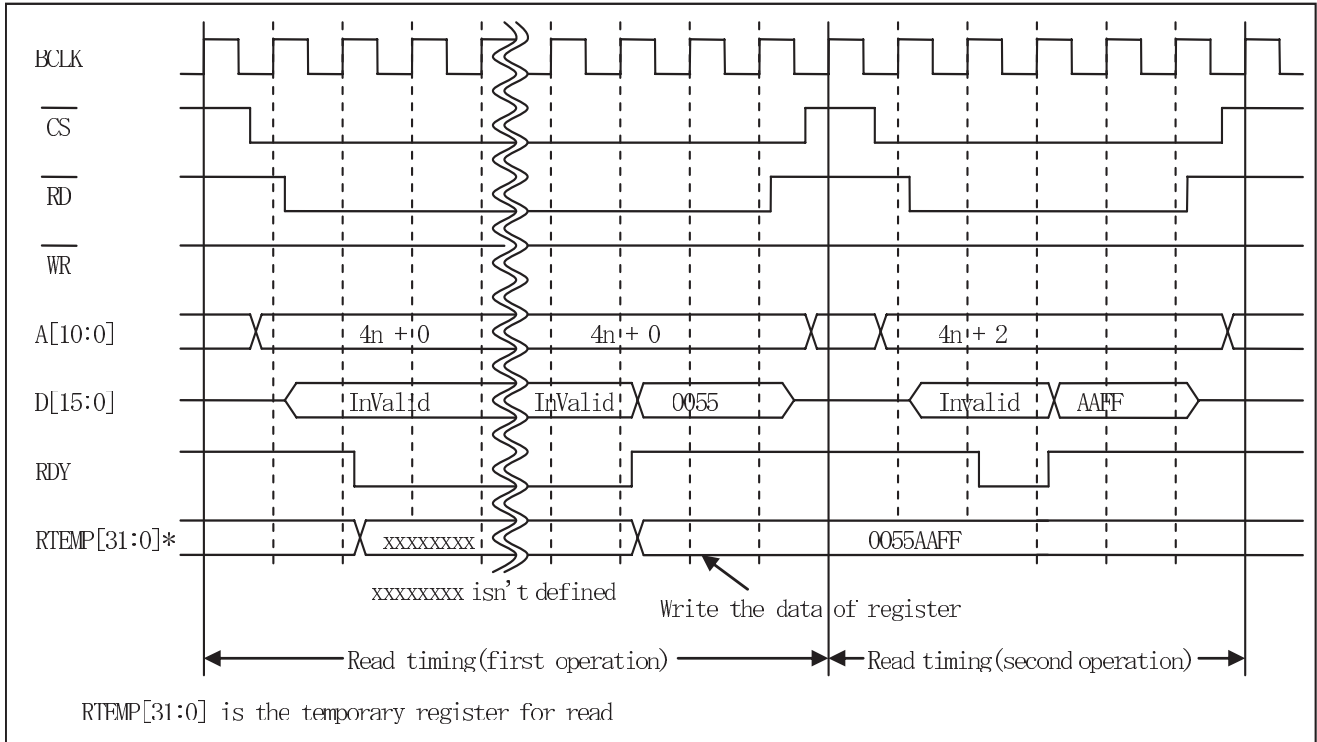 BCLK
CS
RD
WR
A[10:0] 4n + 0 4n + 0 4n + 2
D[15:0] InValid InValid 0055 Invalid AAFF
RDY
RTEMP[31:0]* xxxxxxxx 0055AAFF
xxxxxxxx isn't defined
Write the data of register
Read timing(first operation) Read timing(second operation)
RTEMP[31:0] is the temporary register for read